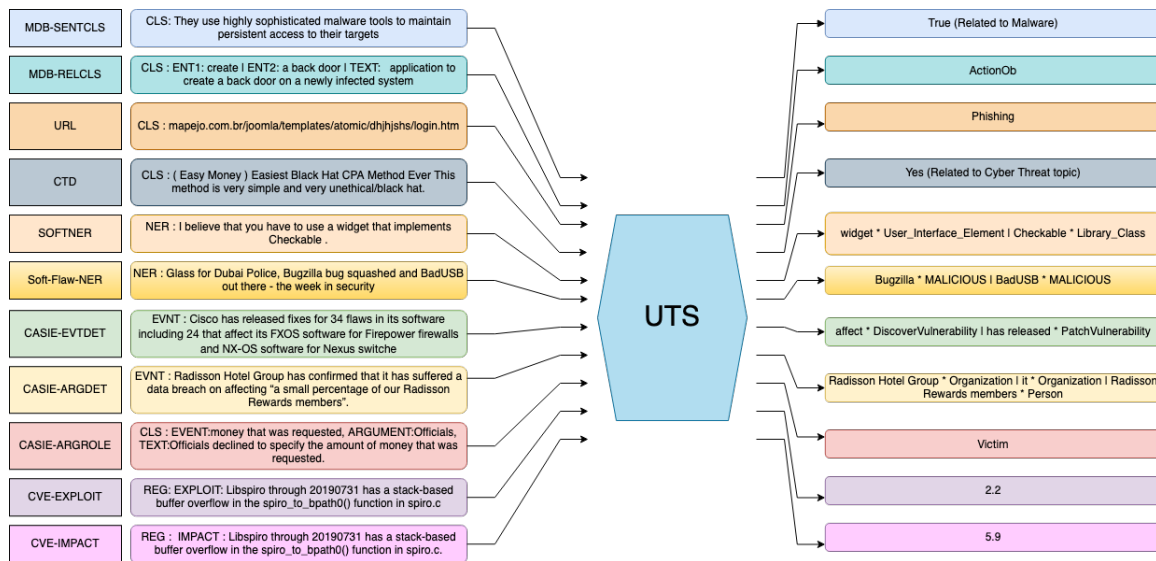 MDB-SENTCLS
CLS: They use highly sophisticated malware tools to maintain
persistent access to their targets
True (Related to Malware)
MDB-RELCLS
CLS : ENT1: create | ENT2: a back door | TEXT: application to
create a back door on a newly infected system
ActionOb
URL
CLS : mapejo.com.br/joomla/templates/atomic/dhjhjshs/login.htm
Phishing
CTD
CLS : ( Easy Money ) Easiest Black Hat CPA Method Ever This
method is very simple and very unethical/black hat.
Yes (Related to Cyber Threat topic)
SOFTNER
NER : I believe that you have to use a widget that implements
Checkable .
widget * User_Interface_Element | Checkable * Library_Class
Soft-Flaw-NER
NER : Glass for Dubai Police, Bugzilla bug squashed and BadUSB
out there - the week in security
Bugzilla * MALICIOUS | BadUSB * MALICIOUS
UTS
CASIE-EVTDET
EVNT : Cisco has released fixes for 34 flaws in its software
including 24 that affect its FXOS software for Firepower firewalls
and NX-OS software for Nexus switche
affect * DiscoverVulnerability | has released * PatchVulnerability
CASIE-ARGDET
EVNT : Radisson Hotel Group has confirmed that it has suffered a
data breach on affecting “a small percentage of our Radisson
Rewards members”.
Radisson Hotel Group * Organization | it * Organization | Radisson
Rewards members * Person
CASIE-ARGROLE
CLS : EVENT:money that was requested, ARGUMENT:Officials,
TEXT:Officials declined to specify the amount of money that was
requested.
Victim
CVE-EXPLOIT
REG: EXPLOIT: Libspiro through 20190731 has a stack-based
buffer overflow in the spiro_to_bpath0() function in spiro.c
2.2
CVE-IMPACT
REG : IMPACT : Libspiro through 20190731 has a stack-based
buffer overflow in the spiro_to_bpath0() function in spiro.c.
5.9